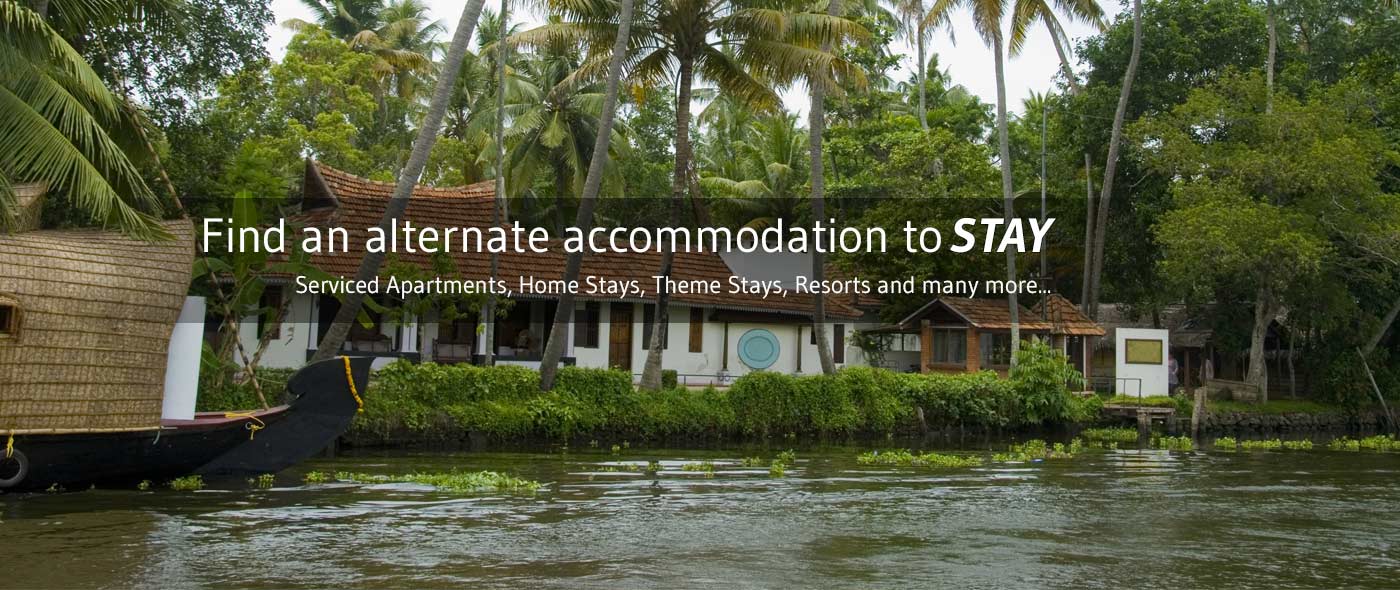 Find an alternate accommodation to STAY
Serviced Apartments, Home Stays, Theme Stays, Resorts and many more...